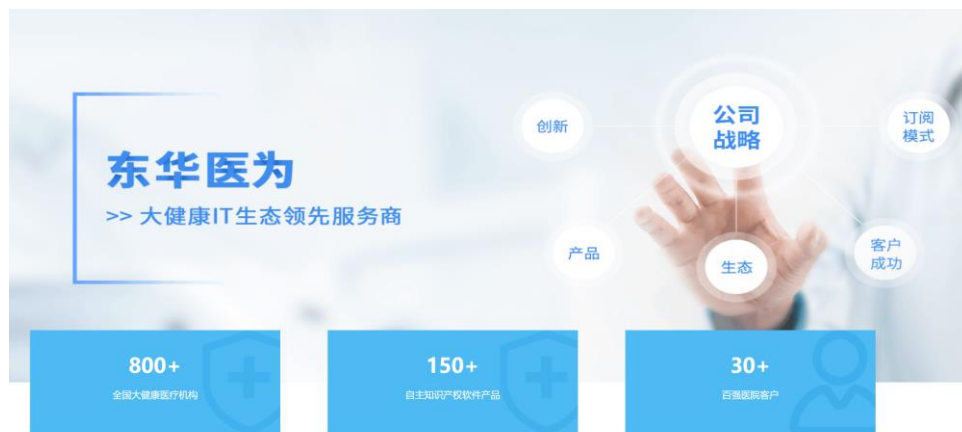 东华医为
>> 大健康IT生态领先服务商
创新
公司
战略
订阅
模式
产品
生态
客户
成功
800+
全国大健康医疗机构
150+
自主知识产权软件产品
30+
百强医院客户